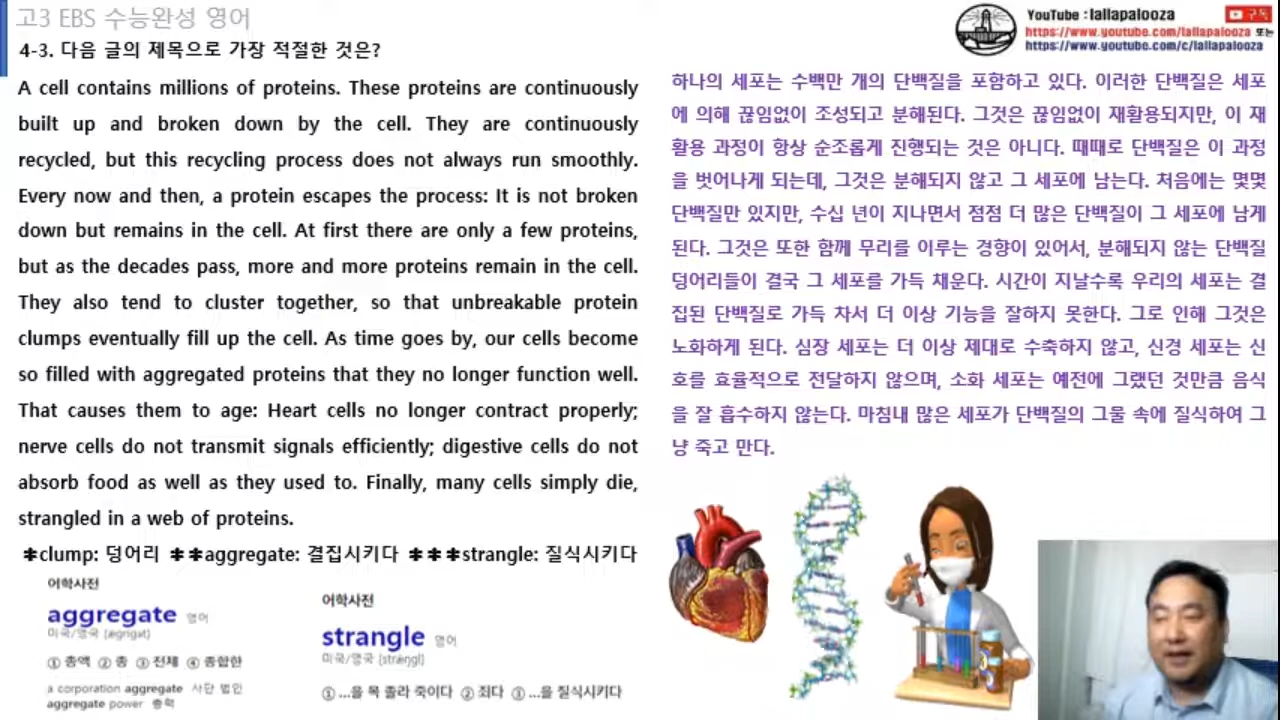 고3 EBS 수능완성 영어
YouTube : lallapalooza
구독
https://www.youtube.com/lallapalooza 또는
https://www.youtube.com/c/lallapalooza
4-3. 다음 글의 제목으로 가장 적절한 것은?
A cell contains millions of proteins. These proteins are continuously
built up and broken down by the cell. They are continuously
recycled, but this recycling process does not always run smoothly.
Every now and then, a protein escapes the process: It is not broken
down but remains in the cell. At first there are only a few proteins,
but as the decades pass, more and more proteins remain in the cell.
They also tend to cluster together, so that unbreakable protein
clumps eventually fill up the cell. As time goes by, our cells become
so filled with aggregated proteins that they no longer function well.
That causes them to age: Heart cells no longer contract properly;
nerve cells do not transmit signals efficiently; digestive cells do not
absorb food as well as they used to. Finally, many cells simply die,
strangled in a web of proteins.
*clump: 덩어리 **aggregate: 결집시키다 ***strangle: 질식시키다
하나의 세포는 수백만 개의 단백질을 포함하고 있다. 이러한 단백질은 세포
에 의해 끊임없이 조성되고 분해된다. 그것은 끊임없이 재활용되지만, 이 재
활용 과정이 항상 순조롭게 진행되는 것은 아니다. 때때로 단백질은 이 과정
을 벗어나게 되는데, 그것은 분해되지 않고 그 세포에 남는다. 처음에는 몇몇
단백질만 있지만, 수십 년이 지나면서 점점 더 많은 단백질이 그 세포에 남게
된다. 그것은 또한 함께 무리를 이루는 경향이 있어서, 분해되지 않는 단백질
덩어리들이 결국 그 세포를 가득 채운다. 시간이 지날수록 우리의 세포는 결
집된 단백질로 가득 차서 더 이상 기능을 잘하지 못한다. 그로 인해 그것은
노화하게 된다. 심장 세포는 더 이상 제대로 수축하지 않고, 신경 세포는 신
호를 효율적으로 전달하지 않으며, 소화 세포는 예전에 그랬던 것만큼 음식
을 잘 흡수하지 않는다. 마침내 많은 세포가 단백질의 그물 속에 질식하여 그
냥 죽고 만다.
어학사전
aggregate 영어
미국/영국 [ægrigət]
① 총액 ② 총 ③ 전체 ④ 종합한
a corporation aggregate 사단 법인
aggregate power 총력
어학사전
strangle 영어
미국/영국 [stræŋgl]
① …을 목 졸라 죽이다 ② 죄다 ③ …을 질식시키다